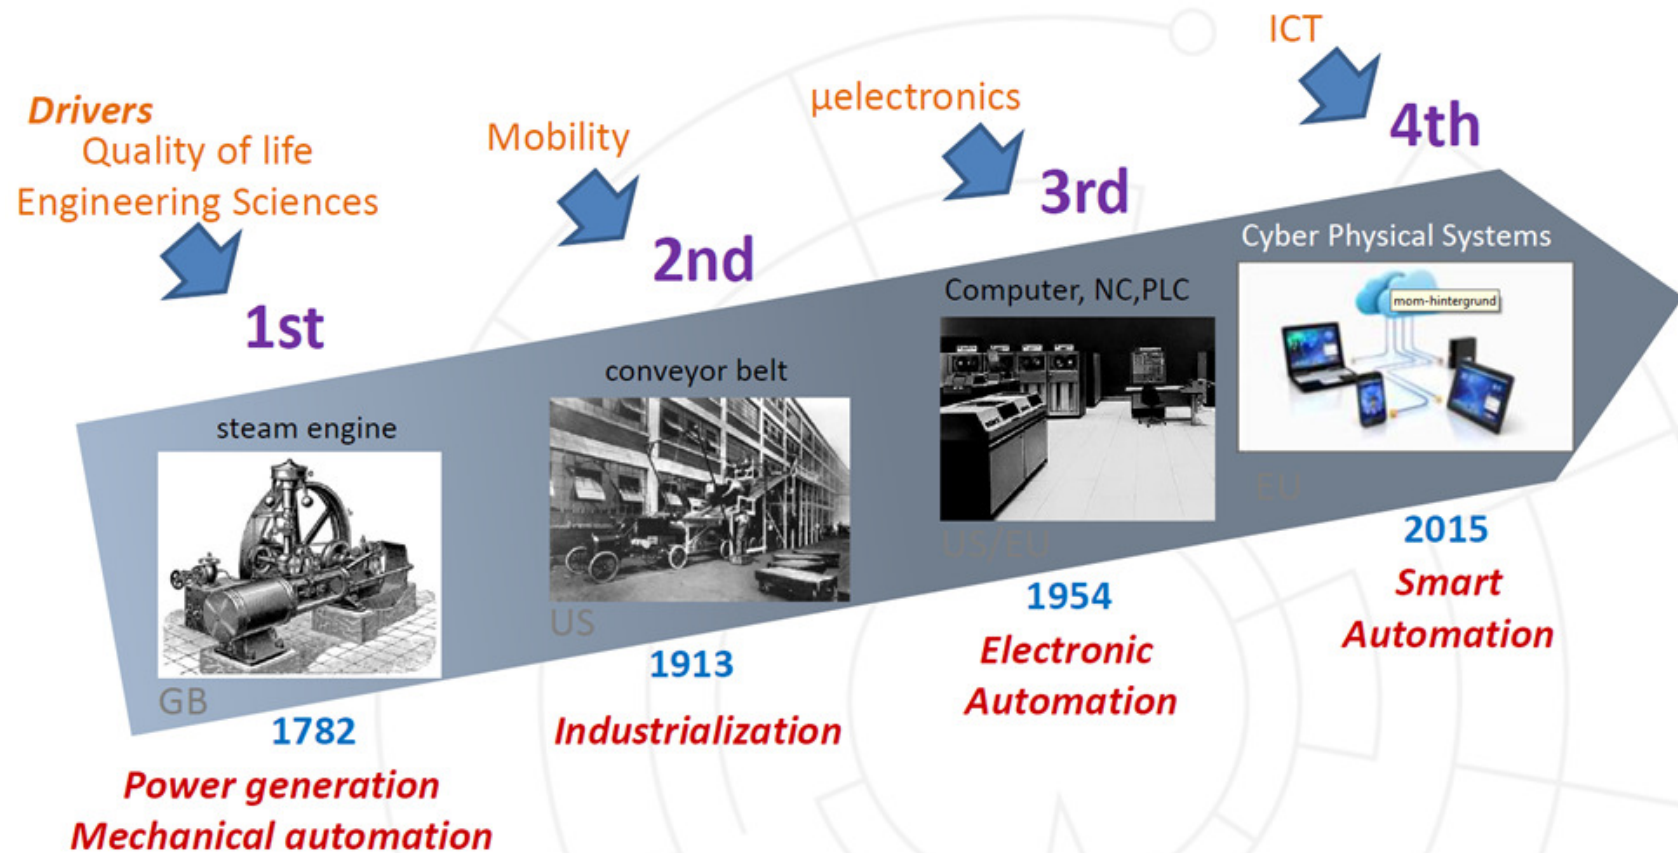 Drivers
Quality of life
Engineering Sciences
1st
steam engine
GB
1782
Power generation
Mechanical automation
Mobility
2nd
conveyor belt
US
1913
Industrialization
µelectronics
3rd
Computer, NC,PLC
US/EU
1954
Electronic
Automation
ICT
4th
Cyber Physical Systems
mom-hintergrund
EU
2015
Smart
Automation